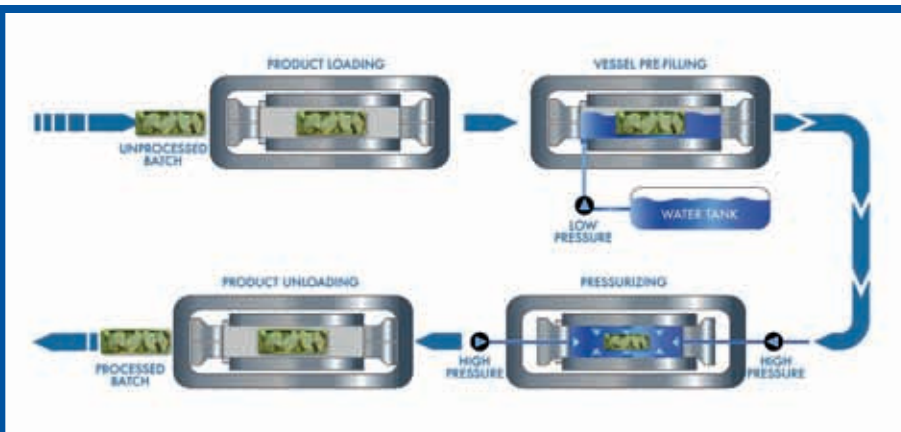 PRODUCT LOADING
VESSEL PRE-FILLING
UNPROCESSED
BATCH
WATER TANK
LOW
PRESSURE
PRODUCT UNLOADING
PRESSURIZING
PROCESSED
BATCH
HIGH
PRESSURE
HIGH
PRESSURE